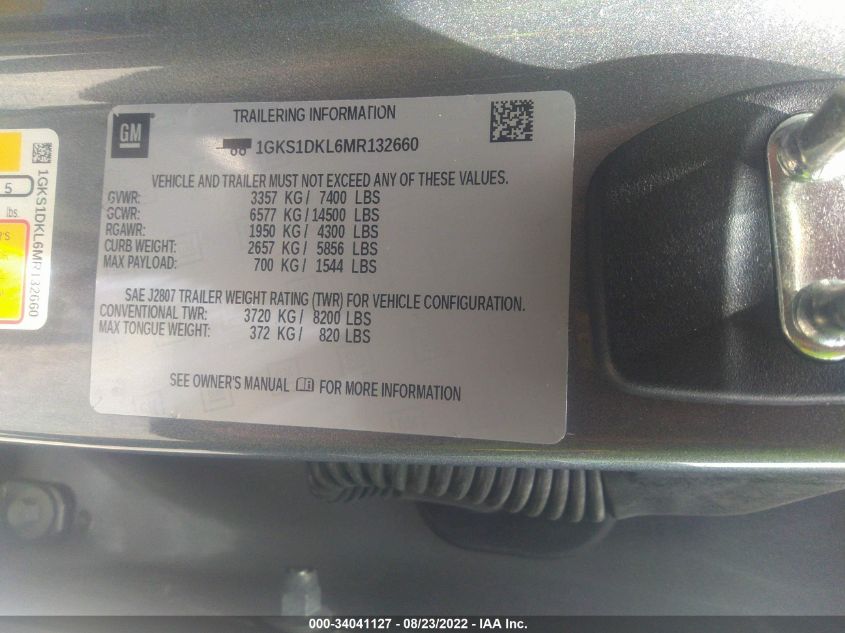 TRAILERING INFORMATION
GM
1GKS1DKL6MR132660
VEHICLE AND TRAILER MUST NOT EXCEED ANY OF THESE VALUES.
GVWR: 3357 KG / 7400 LBS
GCWR: 6577 KG / 14500 LBS
RGAWR: 1950 KG / 4300 LBS
CURB WEIGHT: 2657 KG / 5856 LBS
MAX PAYLOAD: 700 KG / 1544 LBS
SAE J2807 TRAILER WEIGHT RATING (TWR) FOR VEHICLE CONFIGURATION.
CONVENTIONAL TWR: 3720 KG / 8200 LBS
MAX TONGUE WEIGHT: 372 KG / 820 LBS
SEE OWNER'S MANUAL FOR MORE INFORMATION
1GKS1DKL6MR132660
5
lbs.
000-34041127 - 08/23/2022 - IAA Inc.